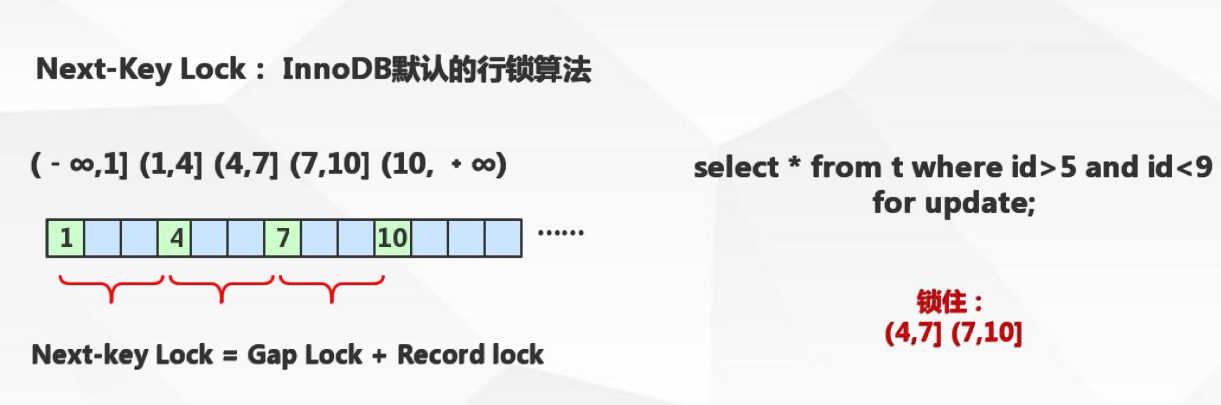 Next-Key Lock： InnoDB默认的行锁算法
( - ∞,1] (1,4] (4,7] (7,10] (10, + ∞)
1 4 7 10 ······
Next-key Lock = Gap Lock + Record lock
select * from t where id>5 and id<9
for update;
锁住：
(4,7] (7,10]